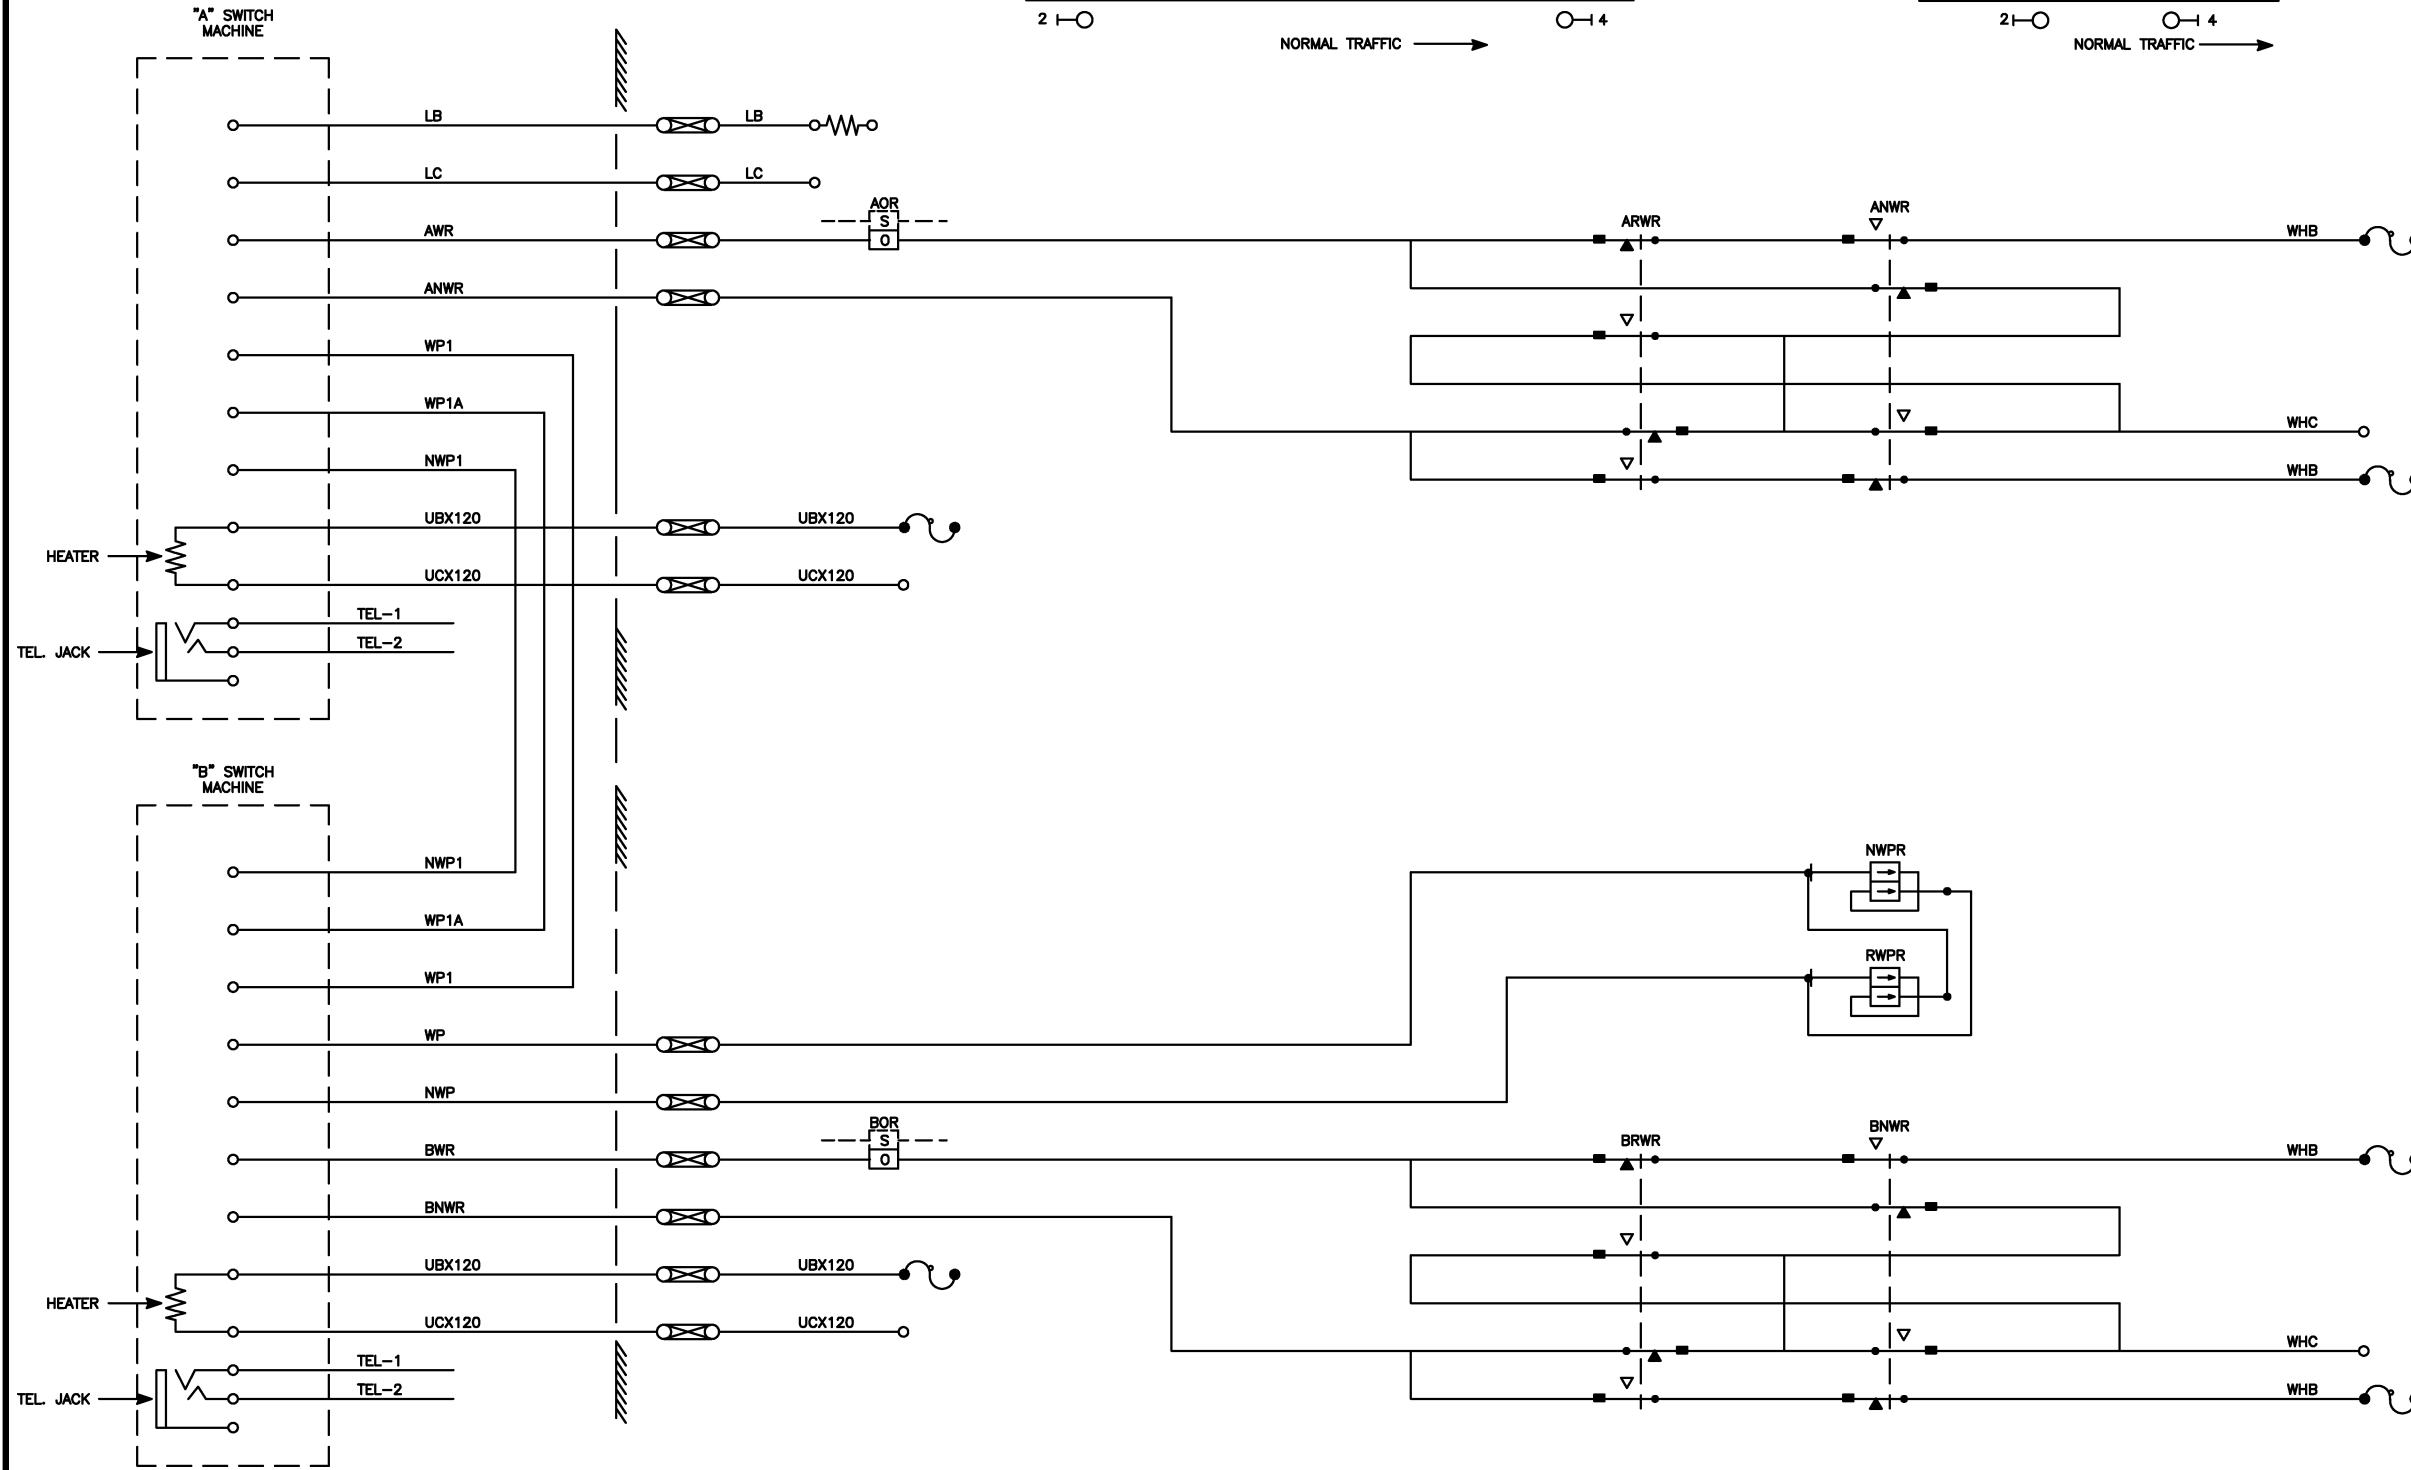 "A" SWITCH
MACHINE
2
4
NORMAL TRAFFIC
2
4
NORMAL TRAFFIC
LB
LB
LC
LC
AOR
S
O
AWR
ARWR
ANWR
WHB
ANWR
WP1
WP1A
WHC
NWP1
WHB
UBX120
UBX120
HEATER
UCX120
UCX120
TEL-1
TEL-2
TEL. JACK
"B" SWITCH
MACHINE
NWP1
NWPR
WP1A
RWPR
WP1
WP
NWP
BOR
S
O
BWR
BRWR
BNWR
WHB
BNWR
UBX120
UBX120
HEATER
UCX120
UCX120
WHC
TEL-1
TEL-2
WHB
TEL. JACK